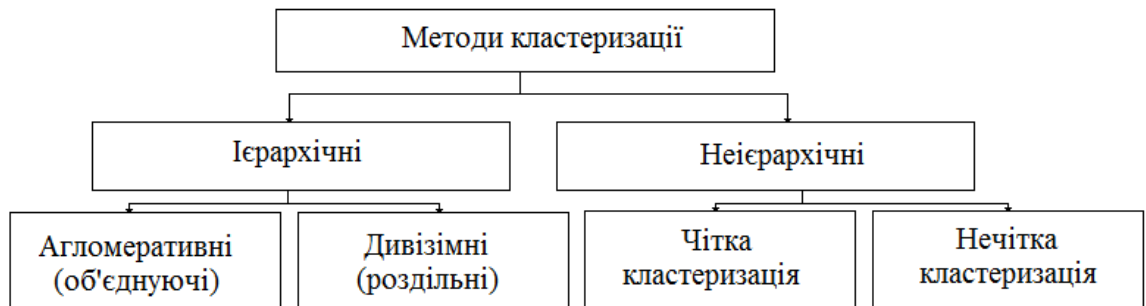 Методи кластеризації
Ієрархічні
Неієрархічні
Агломеративні
(об'єднуючі)
Дивізімні
(роздільні)
Чітка
кластеризація
Нечітка
кластеризація